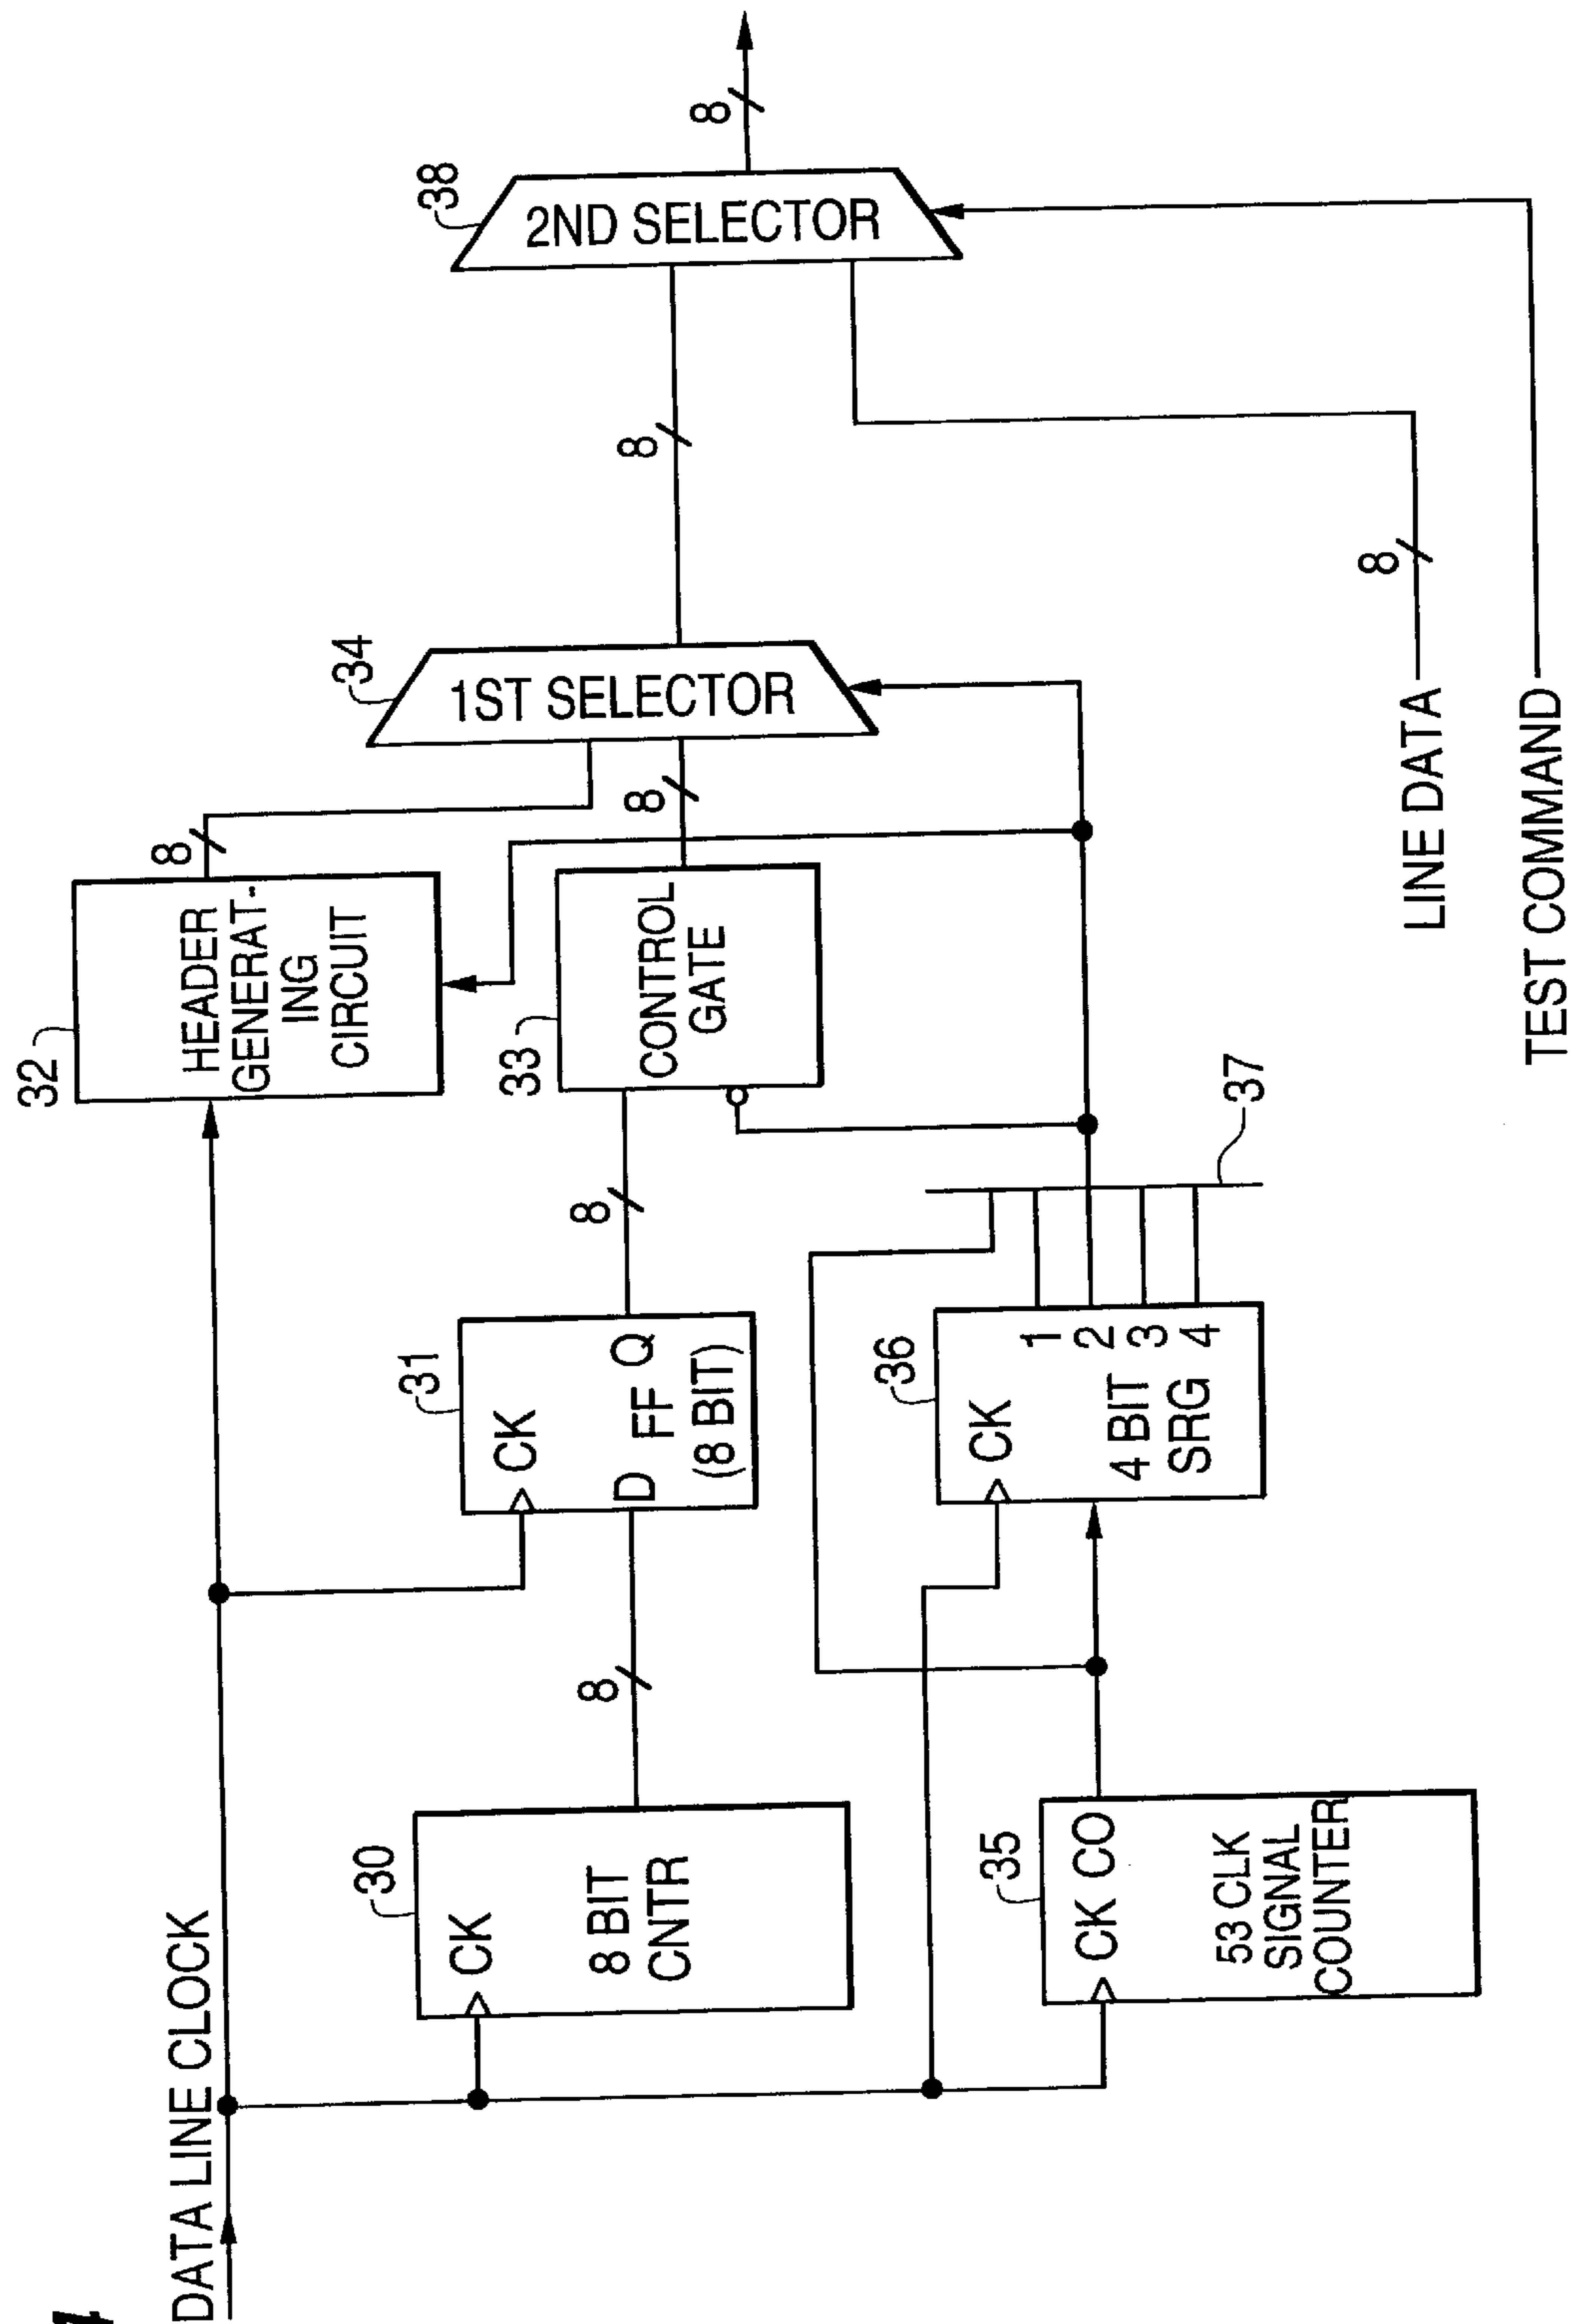 DATA LINE CLOCK
30
CK
8 BIT
CNTR
8
31
CK
D FF Q
(8 BIT)
8
32
HEADER
GENERAT-
ING
CIRCUIT
8
33
CONTROL
GATE
8
34
1ST SELECTOR
8
38
2ND SELECTOR
8
35
CK CO
53 CLK
SIGNAL
COUNTER
36
CK
4 BIT
SRG
1
2
3
4
37
8
LINE DATA
TEST COMMAND